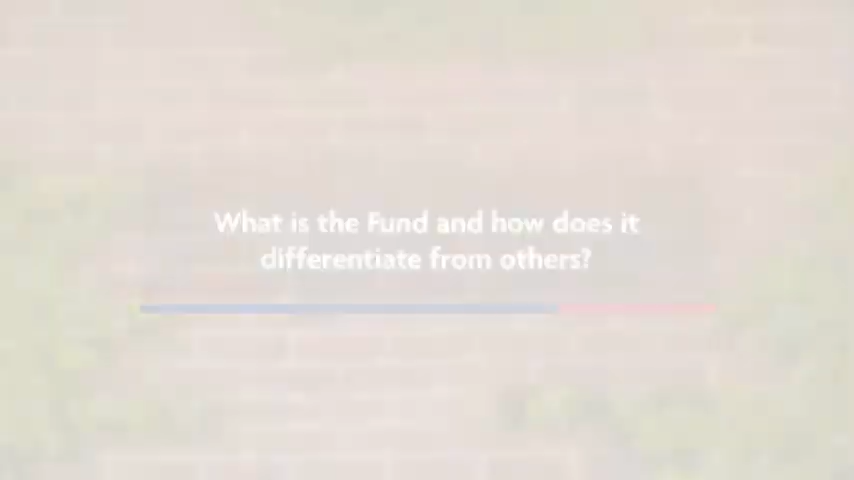 What is the Fund and how does it
differentiate from others?